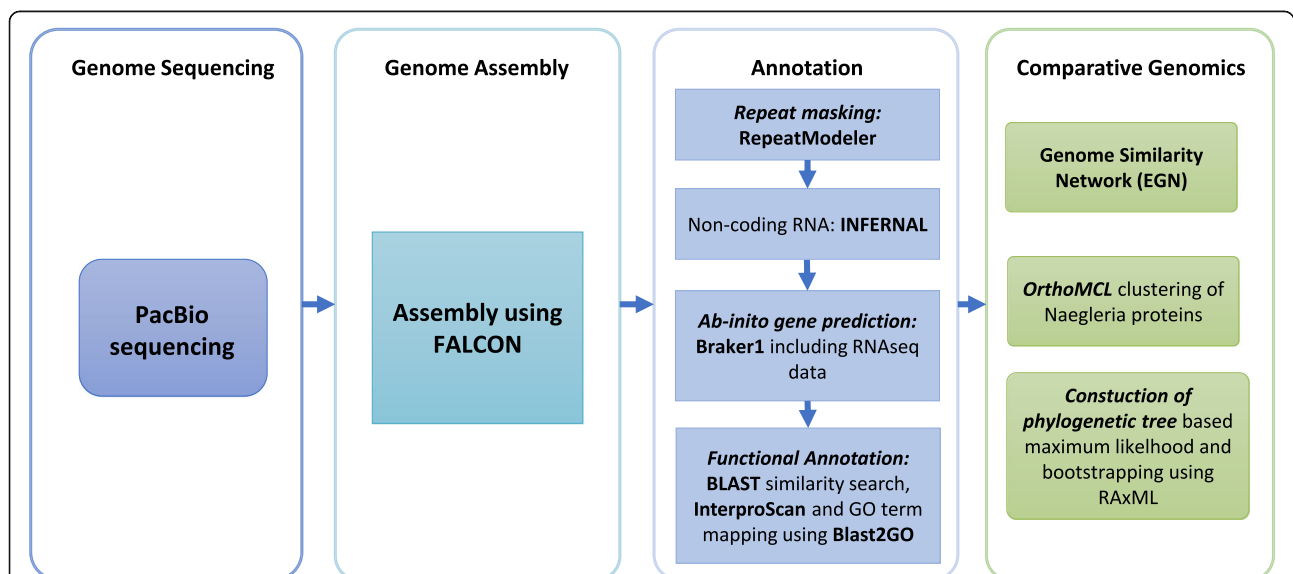 Genome Sequencing
PacBio
sequencing
Genome Assembly
Assembly using
FALCON
Annotation
Repeat masking:
RepeatModeler
Non-coding RNA: INFERNAL
Ab-inito gene prediction:
Braker1 including RNAseq
data
Functional Annotation:
BLAST similarity search,
InterproScan and GO term
mapping using Blast2GO
Comparative Genomics
Genome Similarity
Network (EGN)
OrthoMCL clustering of
Naegleria proteins
Constuction of
phylogenetic tree based
maximum likelhood and
bootstrapping using
RAxML